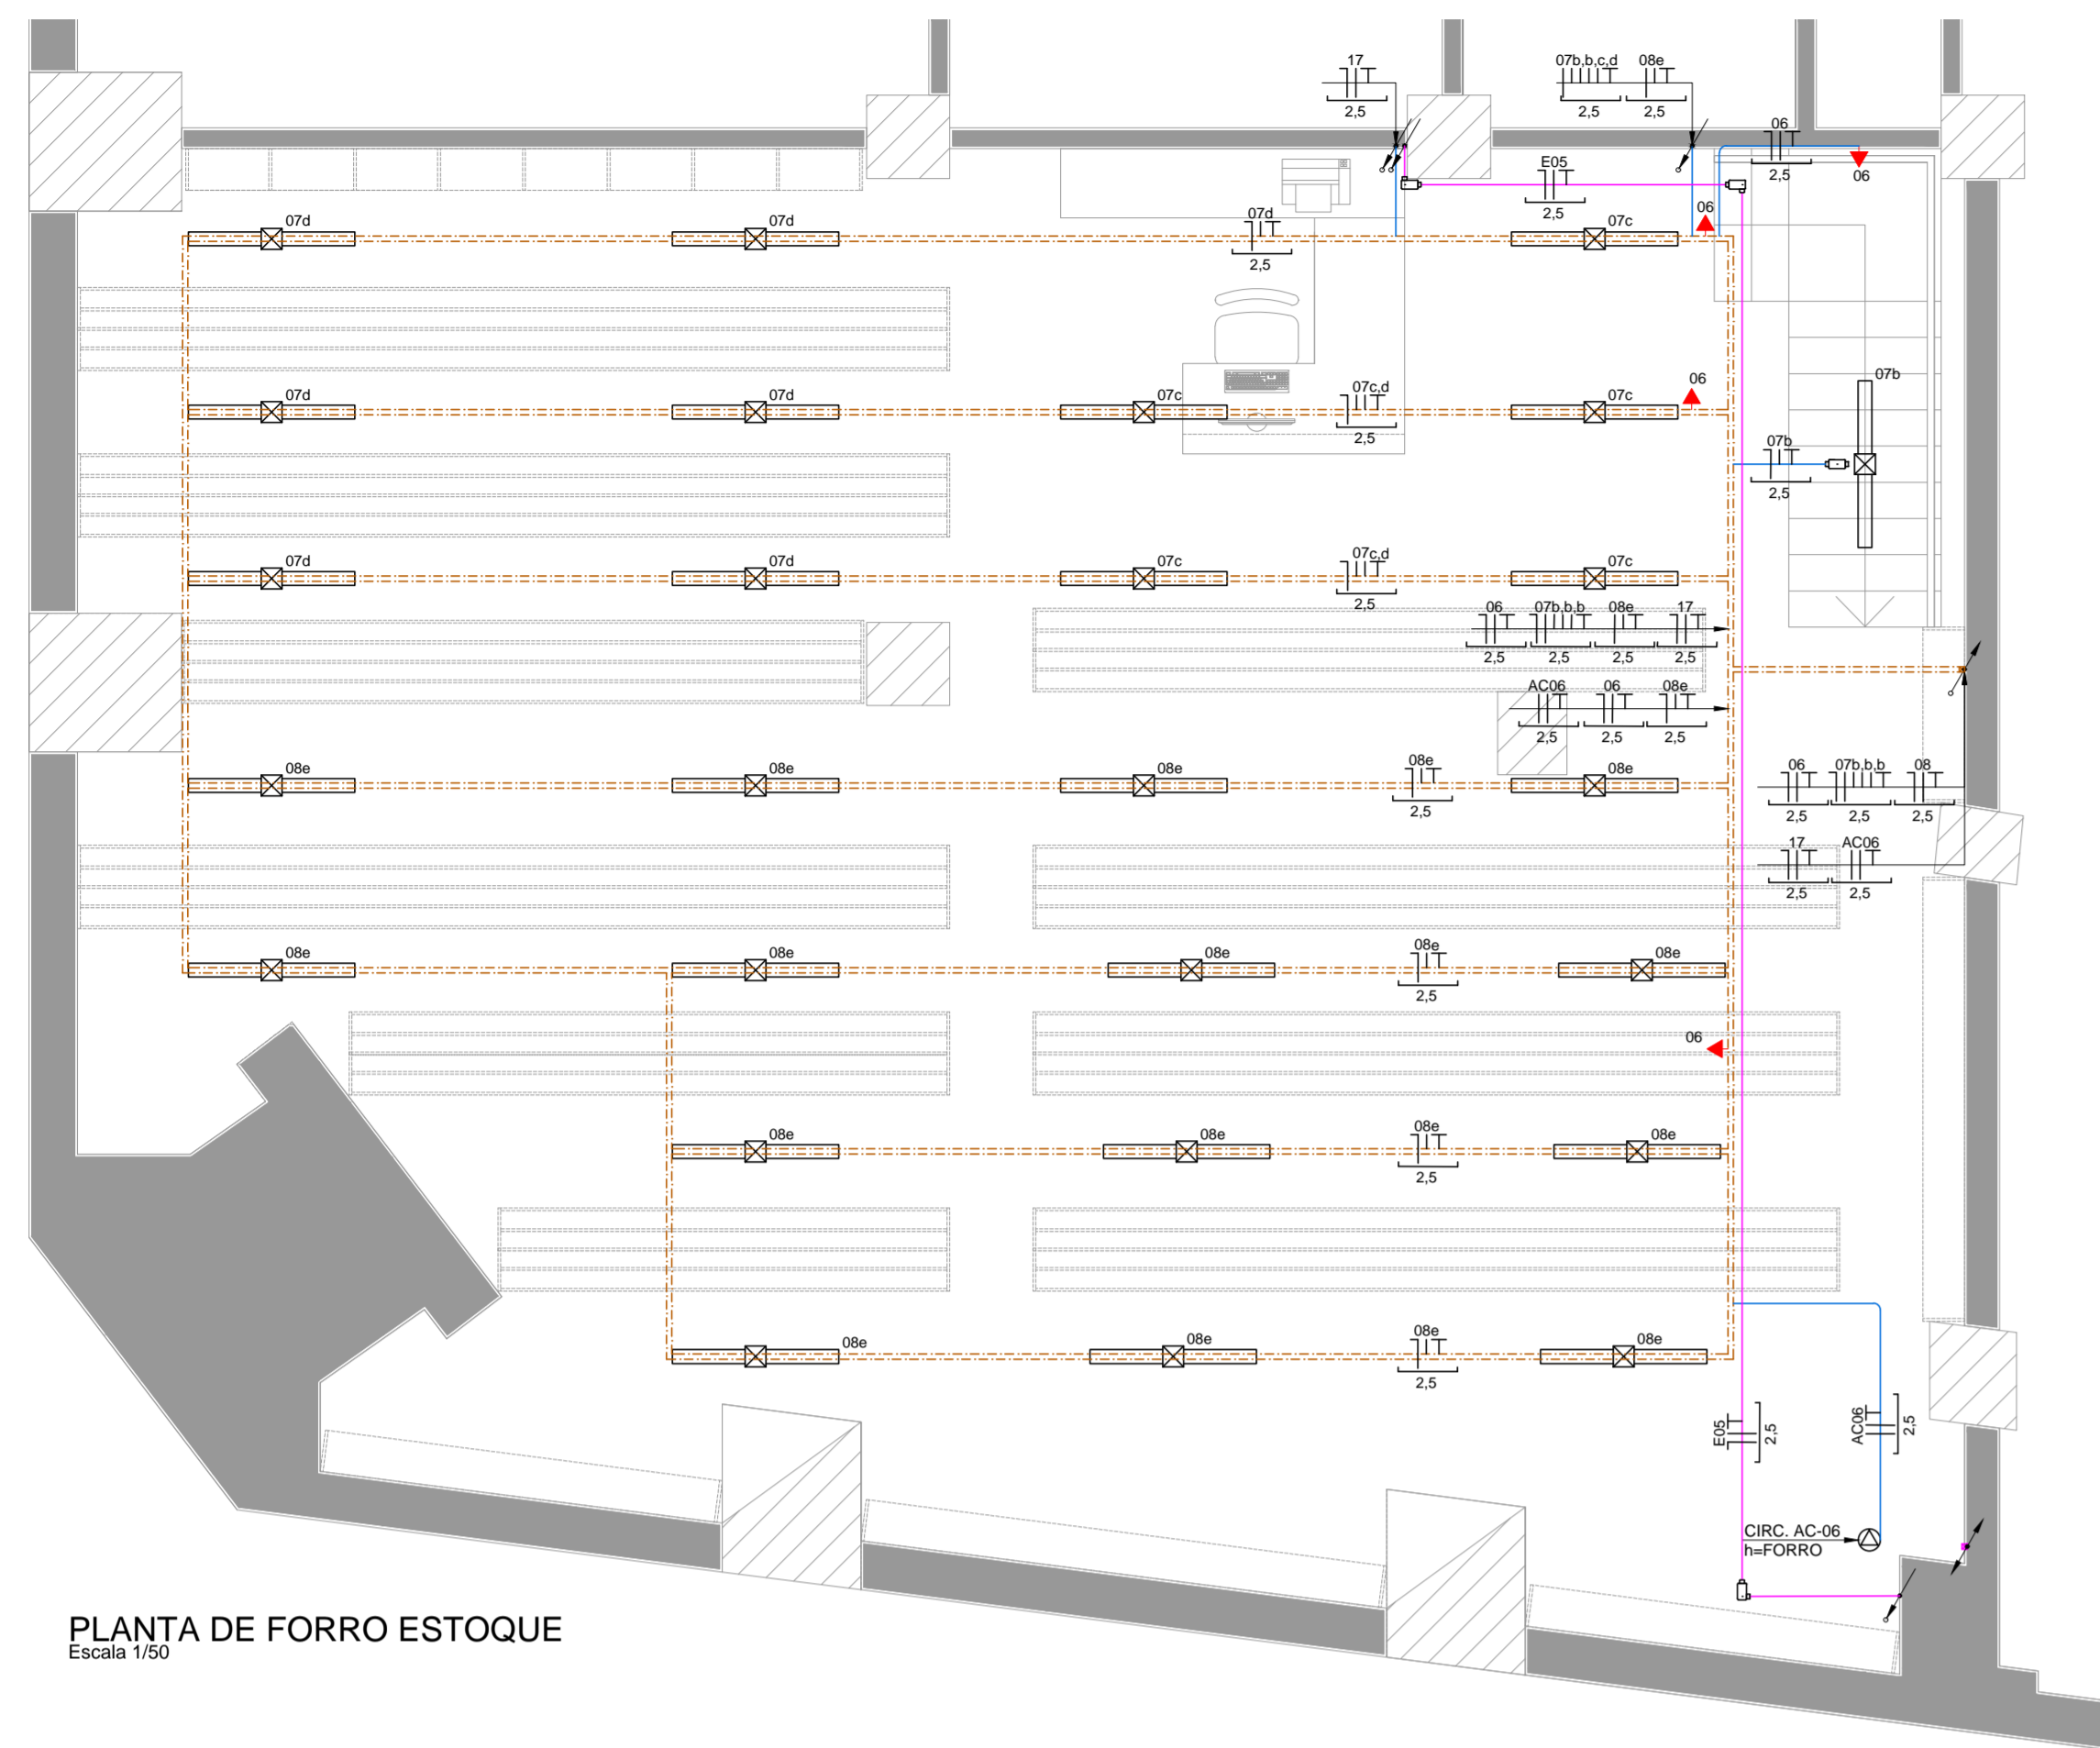 17
07b,b,c,d
08e
2,5
2,5
2,5
06
2,5
06
E05
2,5
06
07d
07d
07d
2,5
07c
07d
07d
07c
07c,d
2,5
07c
06
07b
07b
2,5
07d
07d
07c
07c,d
2,5
07c
06
07b,b,b
08e
17
2,5
2,5
2,5
2,5
AC06
06
08e
2,5
2,5
2,5
08e
08e
08e
08e
2,5
08e
06
07b,b,b
08
2,5
2,5
2,5
17
AC06
2,5
2,5
08e
08e
08e
08e
2,5
08e
06
08e
08e
08e
2,5
08e
08e
08e
08e
2,5
08e
E05
2,5
AC06
2,5
CIRC. AC-06
h=FORRO
PLANTA DE FORRO ESTOQUE
Escala 1/50